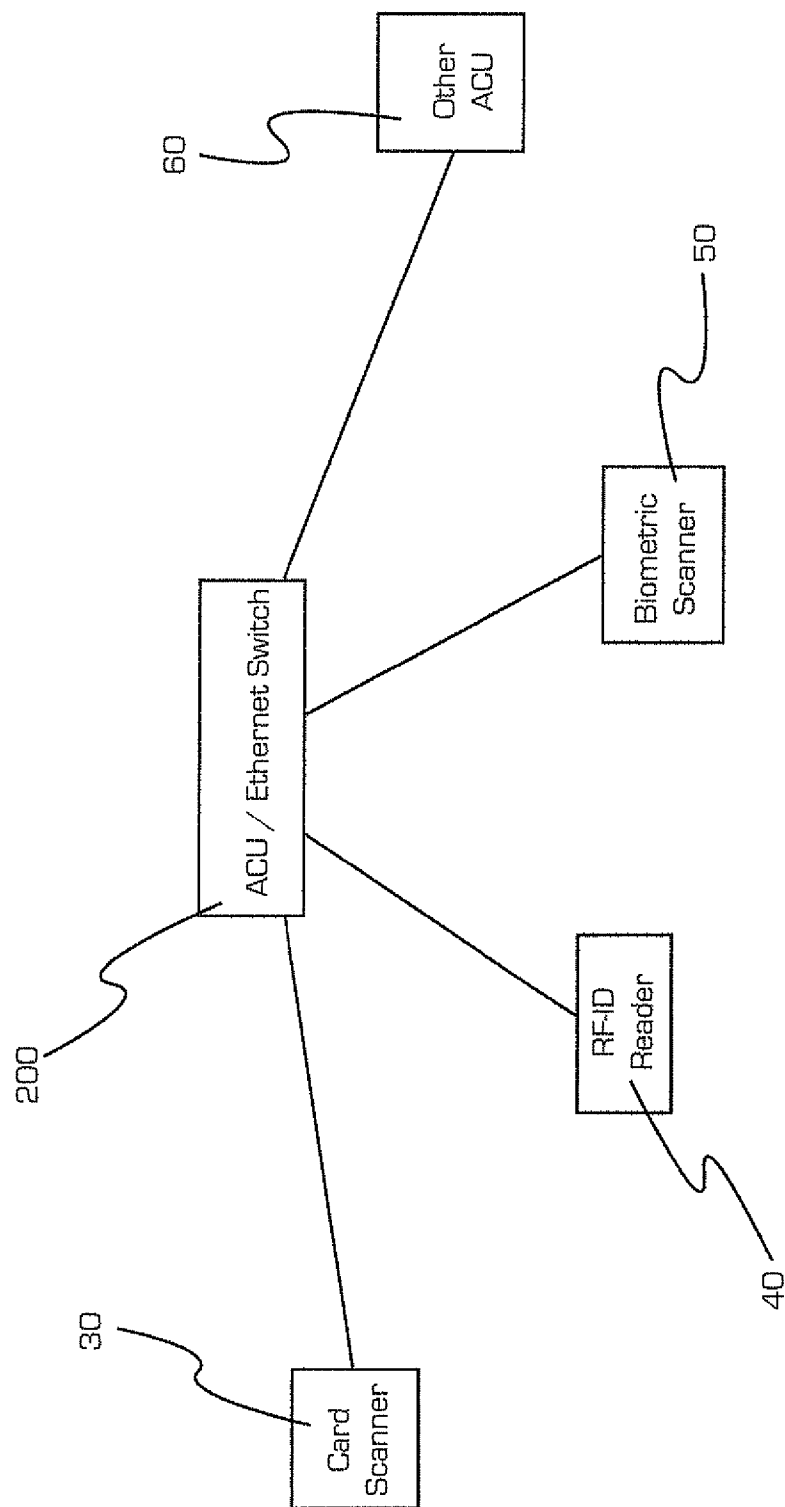 200
ACU / Ethernet Switch
60
Other
ACU
30
Card
Scanner
40
RF-ID
Reader
50
Biometric
Scanner